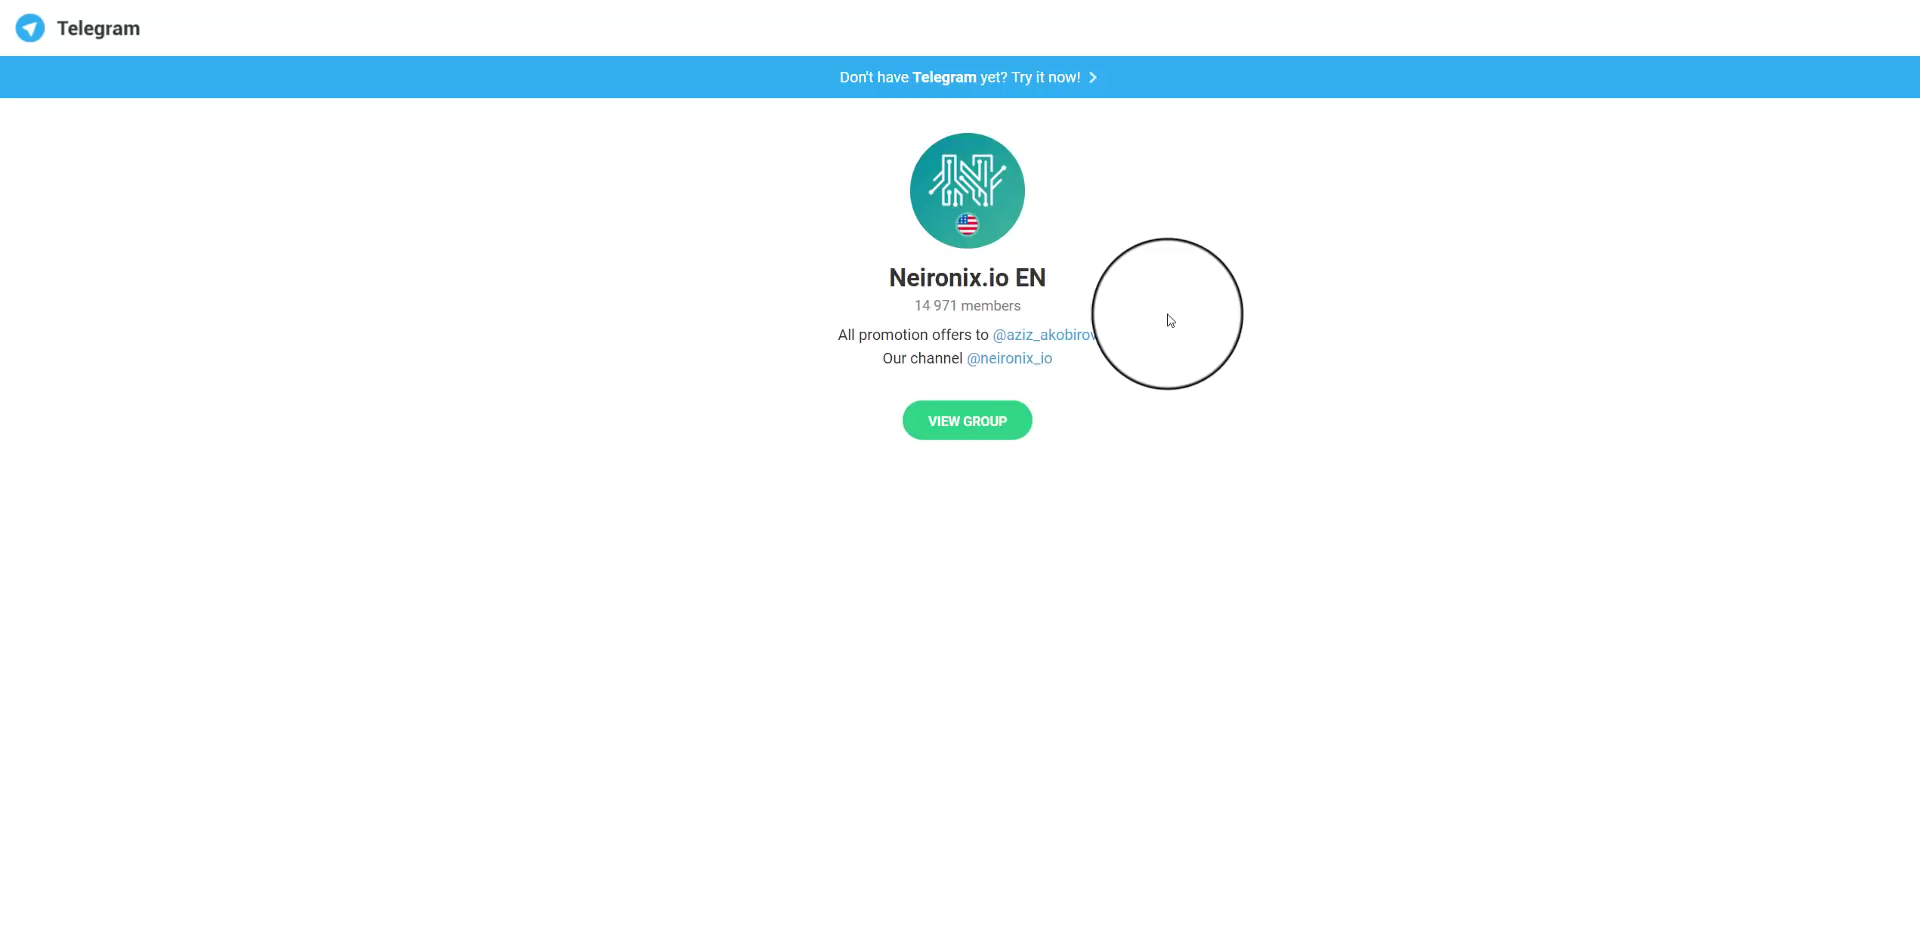 Telegram
Don't have Telegram yet? Try it now!
Neironix.io EN
14 971 members
All promotion offers to @aziz_akobirov
Our channel @neironix_io
VIEW GROUP